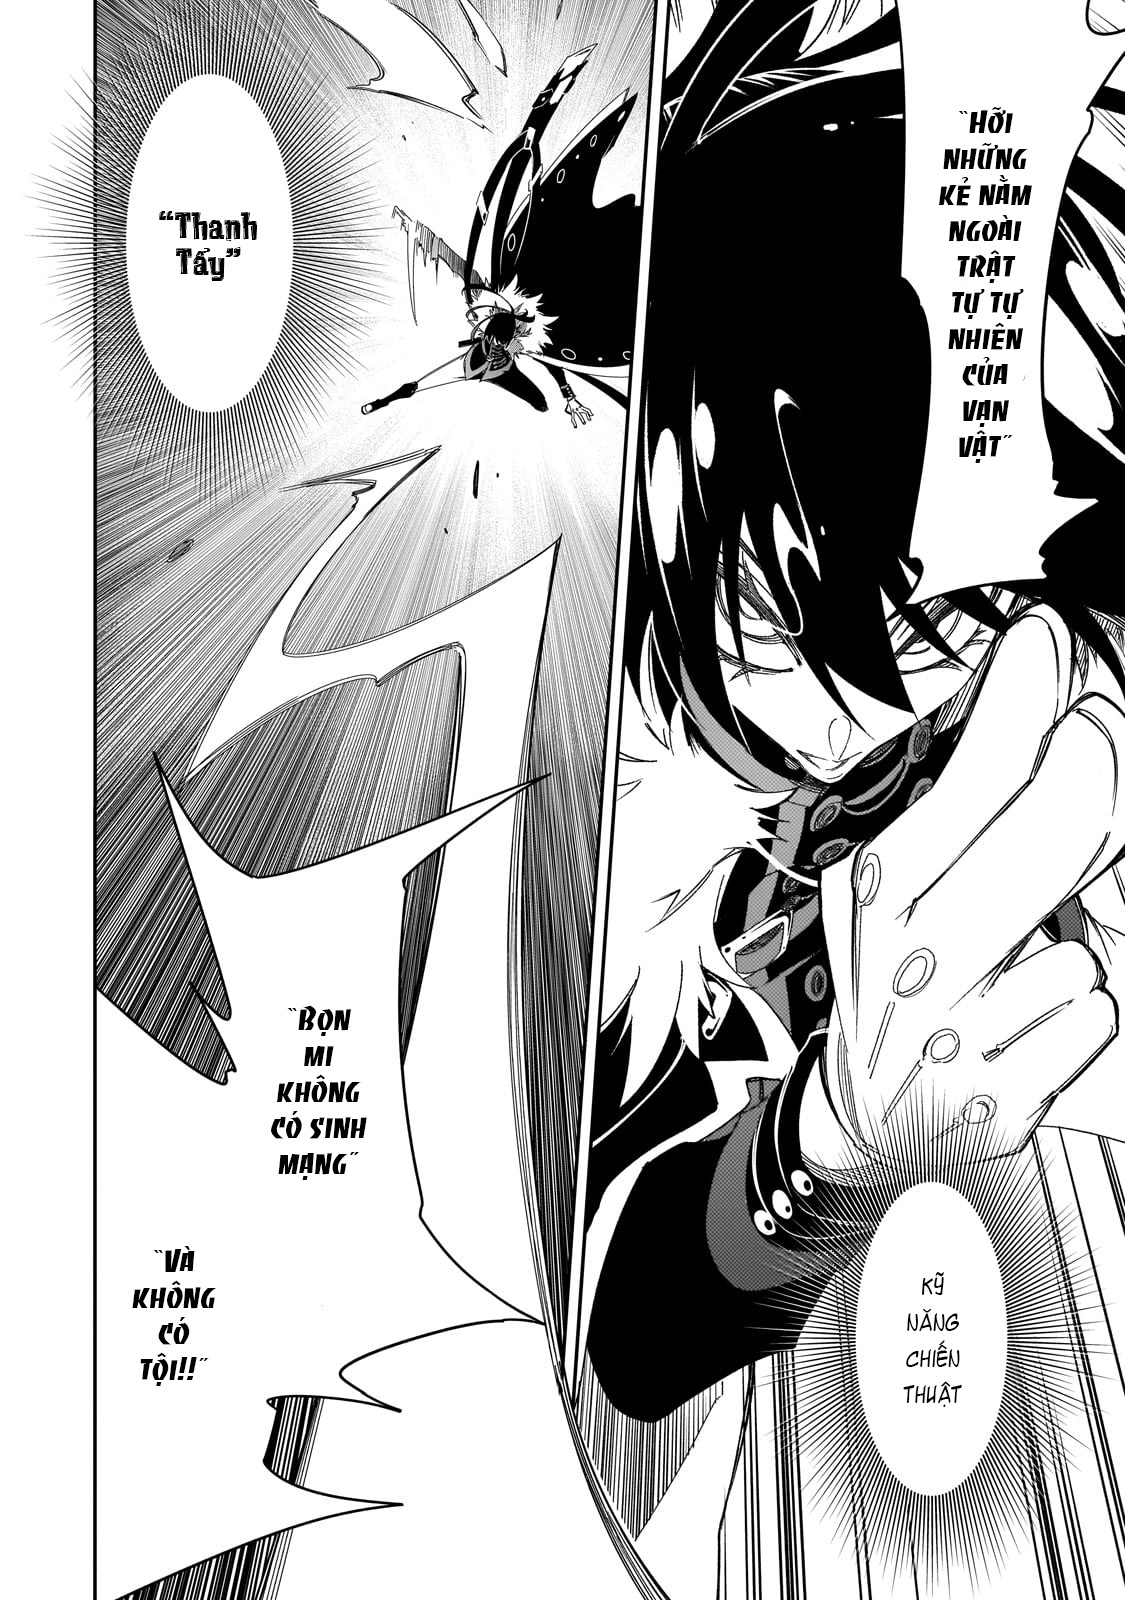 “Hỡi
những
kẻ nằm
ngoài
trật
tự tự
nhiên
của
vạn
vật”
Kỹ
năng
chiến
thuật
“Thanh
Tẩy”
“Bọn
mi
không
có sinh
mạng”
“Và
không
có
tội!!”